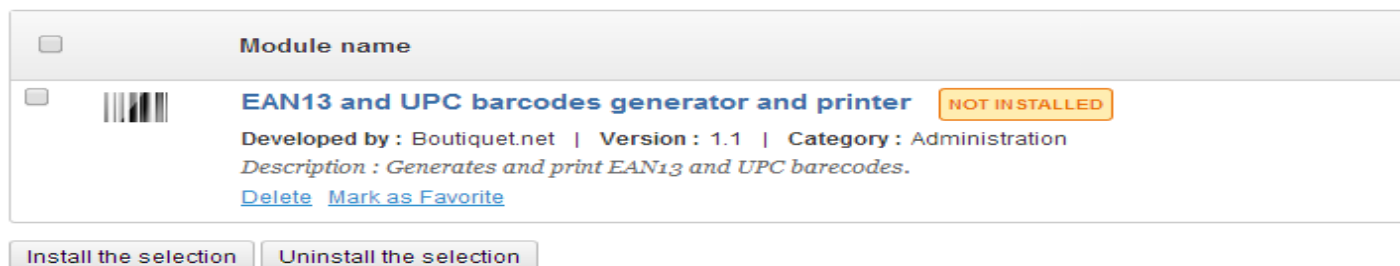 Module name
EAN13 and UPC barcodes generator and printer NOT INSTALLED
Developed by : Boutiquet.net | Version : 1.1 | Category : Administration
Description : Generates and print EAN13 and UPC barecodes.
Delete Mark as Favorite
Install the selection Uninstall the selection